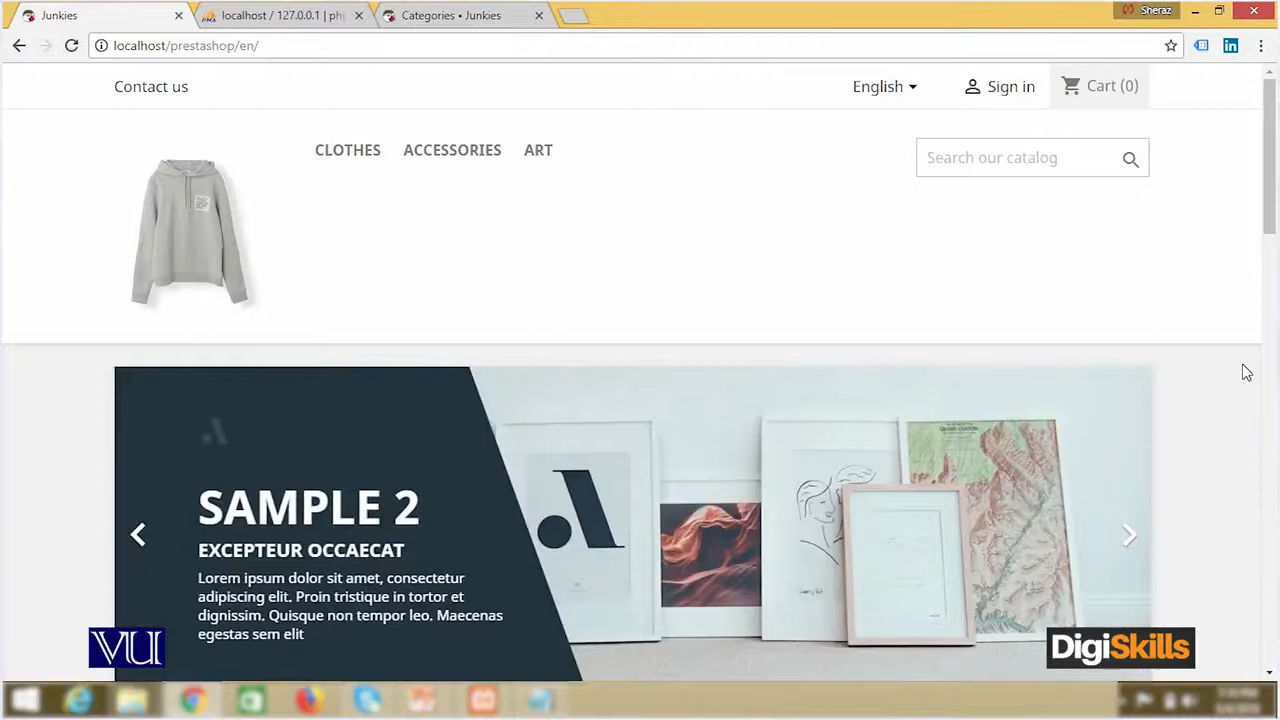 Junkies
localhost / 127.0.0.1 | php
Categories • Junkies
Sheraz
localhost/prestashop/en/
Contact us
English
Sign in
Cart (0)
CLOTHES ACCESSORIES ART
Search our catalog
SAMPLE 2
EXCEPTEUR OCCAECAT
Lorem ipsum dolor sit amet, consectetur
adipiscing elit. Proin tristique in tortor et
dignissim. Quisque non tempor leo. Maecenas
egestas sem elit
VU
DigiSkills